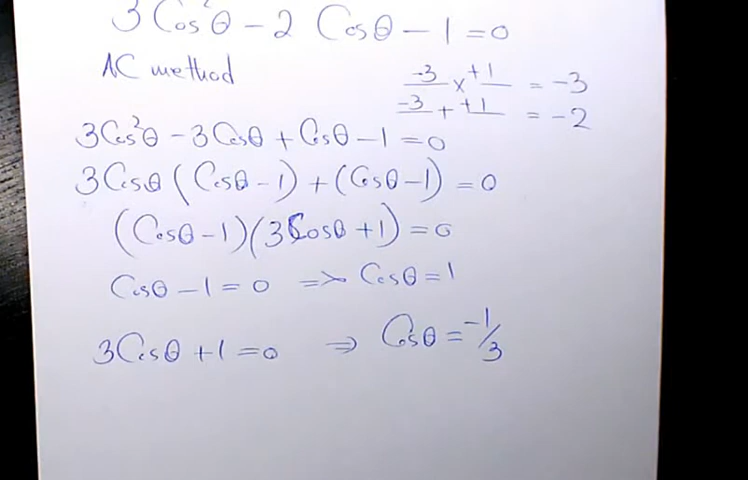 3 Cos²θ - 2 Cosθ - 1 = 0
AC method
-3 x +1 = -3
-3 + +1 = -2
3Cos²θ - 3Cosθ + Cosθ - 1 = 0
3Cosθ (Cosθ - 1) + (Cosθ - 1) = 0
(Cosθ - 1)(3Cosθ + 1) = 0
Cosθ - 1 = 0 => Cosθ = 1
3Cosθ + 1 = 0 => Cosθ = -1/3